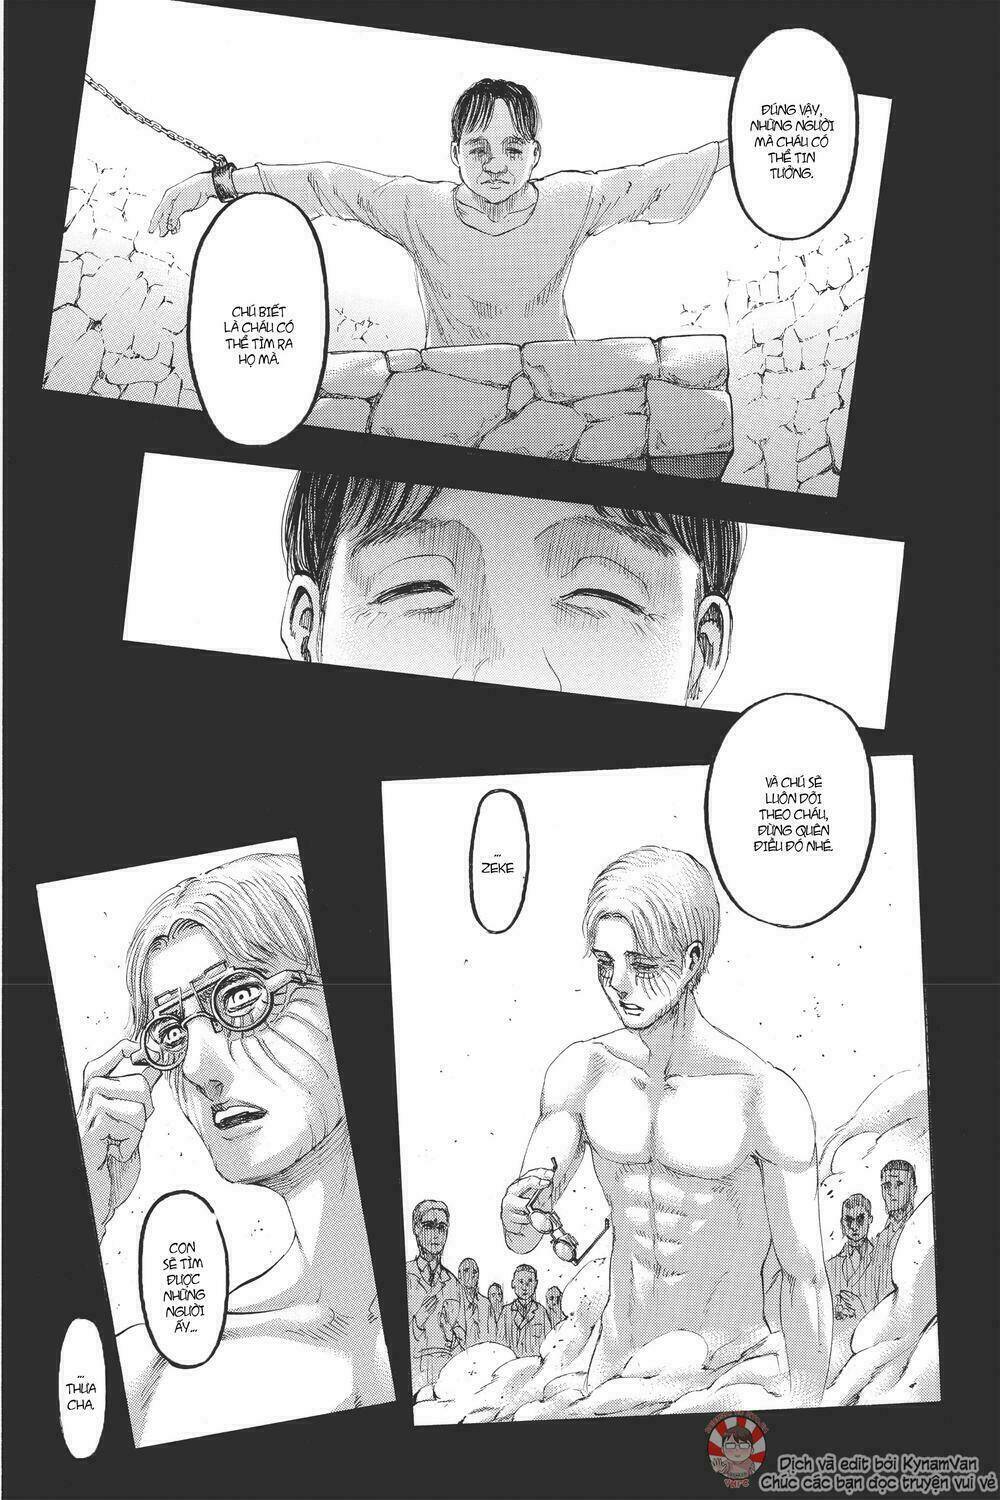 ĐÚNG VẬY,
NHỮNG NGƯỜI
MÀ CHÁU CÓ
THỂ TIN
TƯỞNG.
CHÚ BIẾT
LÀ CHÁU CÓ
THỂ TÌM RA
HỌ MÀ.
VÀ CHÚ SẼ
LUÔN DÕI
THEO CHÁU,
ĐỪNG QUÊN
ĐIỀU ĐÓ NHÉ.
...
ZEKE
CON
SẼ TÌM
ĐƯỢC
NHỮNG
NGƯỜI
ẤY...
...
THƯA
CHA.
Dịch và edit bởi KynamVan
Chúc các bạn đọc truyện vui vẻ